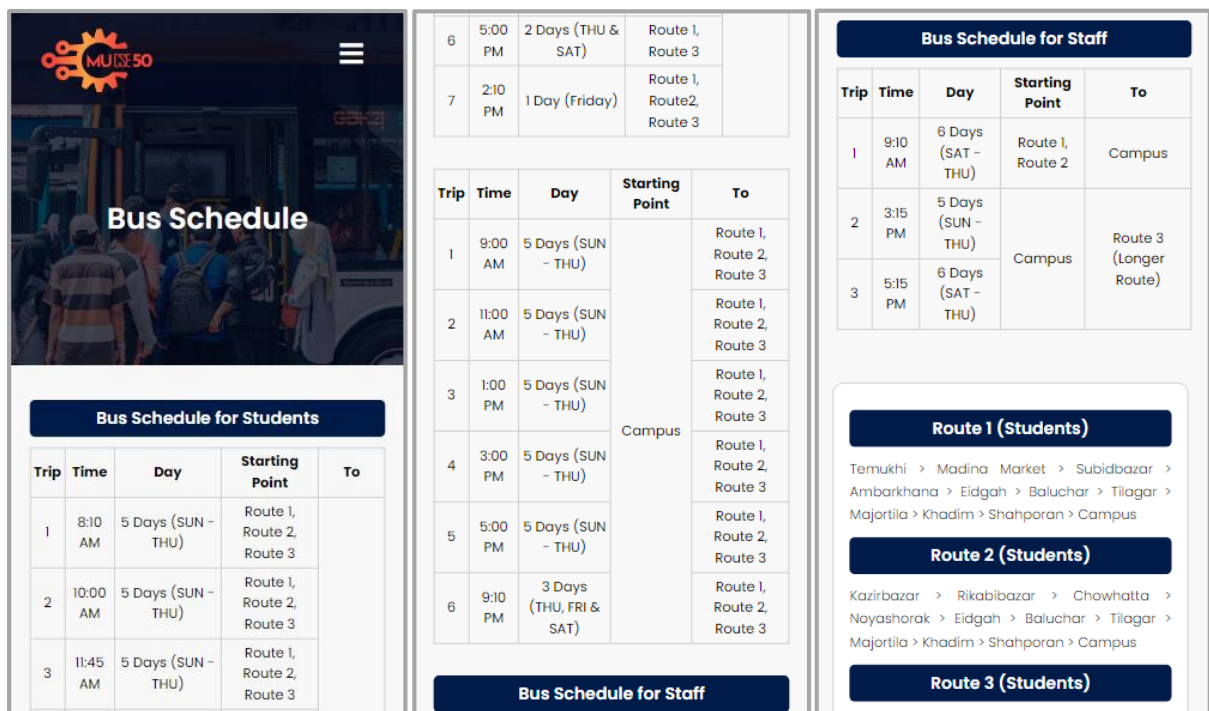 MU CSE 50
Bus Schedule
Bus Schedule for Students
Trip Time Day Starting Point To
1 8:10 AM 5 Days (SUN - THU) Route 1, Route 2, Route 3
2 10:00 AM 5 Days (SUN - THU) Route 1, Route 2, Route 3
3 11:45 AM 5 Days (SUN - THU) Route 1, Route 2, Route 3
6 5:00 PM 2 Days (THU & SAT) Route 1, Route 3
7 2:10 PM 1 Day (Friday) Route 1, Route2, Route 3
Trip Time Day Starting Point To
1 9:00 AM 5 Days (SUN - THU) Campus Route 1, Route 2, Route 3
2 11:00 AM 5 Days (SUN - THU) Route 1, Route 2, Route 3
3 1:00 PM 5 Days (SUN - THU) Route 1, Route 2, Route 3
4 3:00 PM 5 Days (SUN - THU) Route 1, Route 2, Route 3
5 5:00 PM 5 Days (SUN - THU) Route 1, Route 2, Route 3
6 9:10 PM 3 Days (THU, FRI & SAT) Route 1, Route 2, Route 3
Bus Schedule for Staff
Bus Schedule for Staff
Trip Time Day Starting Point To
1 9:10 AM 6 Days (SAT - THU) Route 1, Route 2 Campus
2 3:15 PM 5 Days (SUN - THU) Campus Route 3 (Longer Route)
3 5:15 PM 6 Days (SAT - THU)
Route 1 (Students)
Temukhi > Madina Market > Subidbazar >
Ambarkhana > Eidgah > Baluchar > Tilagar >
Majortila > Khadim > Shahporan > Campus
Route 2 (Students)
Kazirbazar > Rikabibazar > Chowhatta >
Noyashorak > Eidgah > Baluchar > Tilagar >
Majortila > Khadim > Shahporan > Campus
Route 3 (Students)